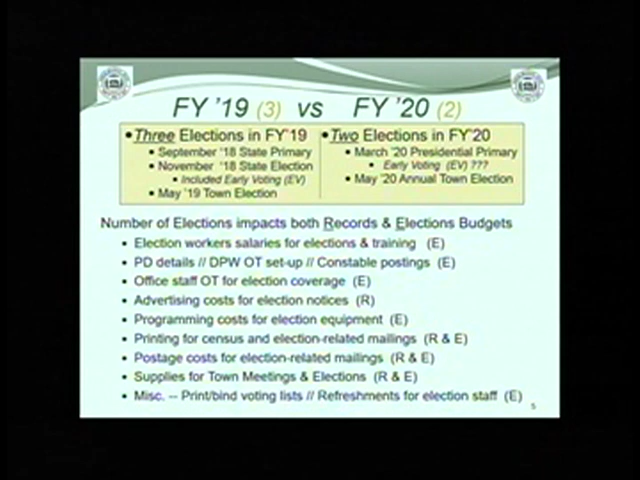 FY '19 (3) vs FY '20 (2)
• Three Elections in FY'19
• September '18 State Primary
• November '18 State Election
• Included Early Voting (EV)
• May '19 Town Election
• Two Elections in FY'20
• March '20 Presidential Primary
• Early Voting (EV) ???
• May '20 Annual Town Election
Number of Elections impacts both Records & Elections Budgets
• Election workers salaries for elections & training (E)
• PD details // DPW OT set-up // Constable postings (E)
• Office staff OT for election coverage (E)
• Advertising costs for election notices (R)
• Programming costs for election equipment (E)
• Printing for census and election-related mailings (R & E)
• Postage costs for election-related mailings (R & E)
• Supplies for Town Meetings & Elections (R & E)
• Misc. -- Print/bind voting lists // Refreshments for election staff (E)
5